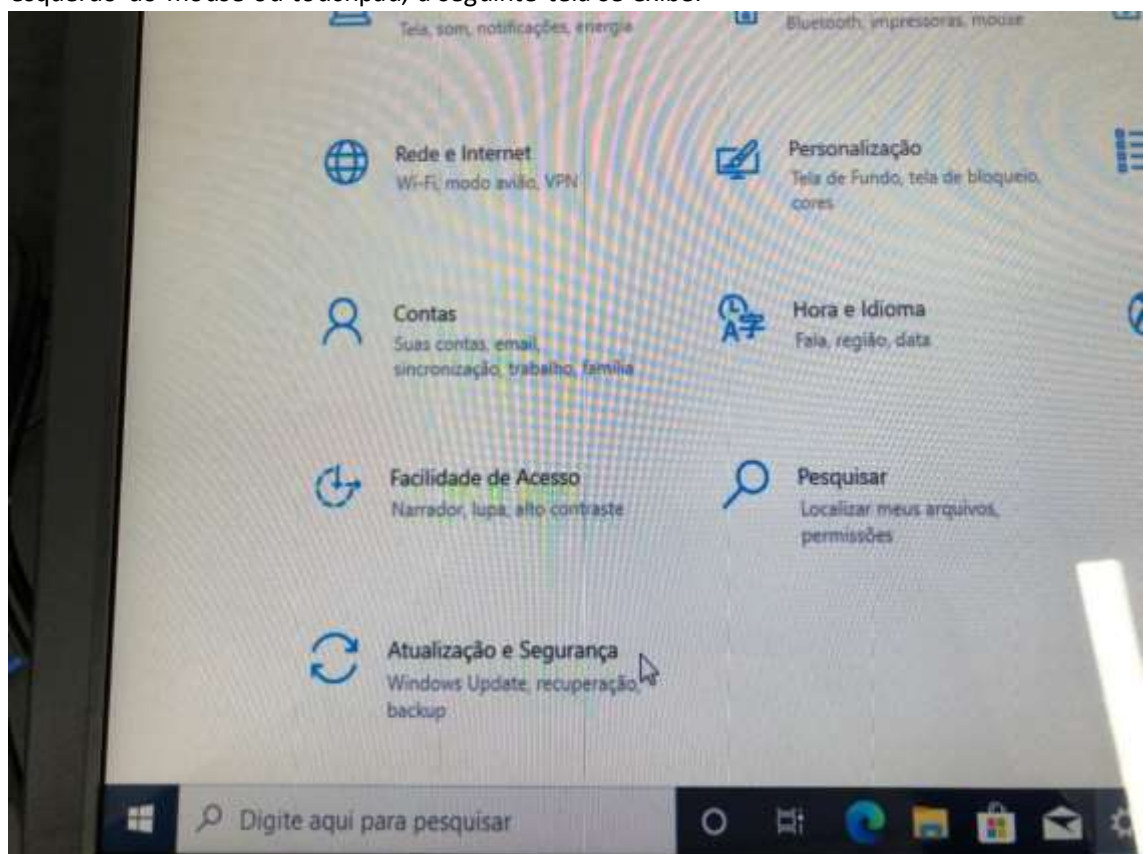 Tela, som, notificações, energia
Bluetooth, impressoras, mouse
Rede e Internet
Wi-Fi, modo avião, VPN
Personalização
Tela de Fundo, tela de bloqueio,
cores
Contas
Suas contas, email,
sincronização, trabalho, família
Hora e Idioma
Fala, região, data
Facilidade de Acesso
Narrador, lupa, alto contraste
Pesquisar
Localizar meus arquivos,
permissões
Atualização e Segurança
Windows Update, recuperação,
backup
Digite aqui para pesquisar